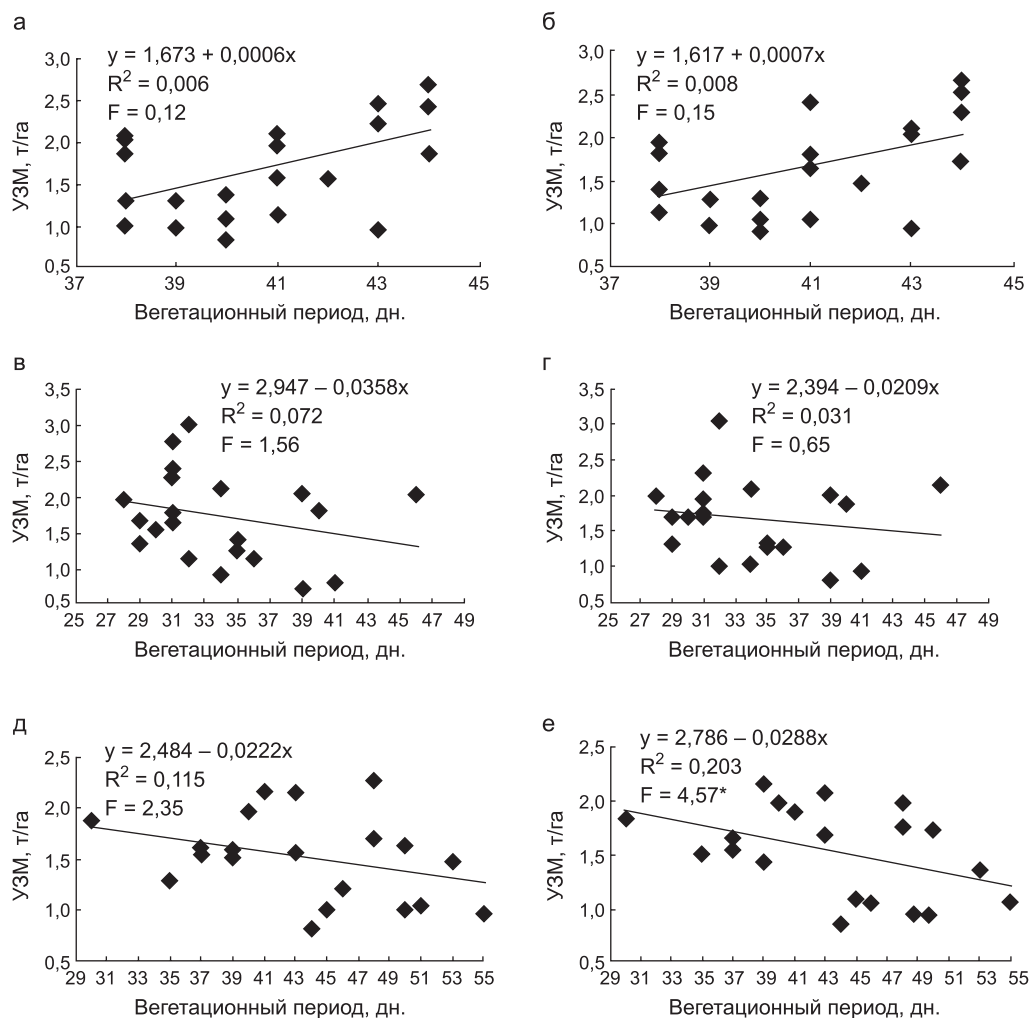 а
y = 1,673 + 0,0006x
R² = 0,006
F = 0,12
УЗМ, т/га
3,0
2,5
2,0
1,5
1,0
0,5
37 39 41 43 45
Вегетационный период, дн.
б
y = 1,617 + 0,0007x
R² = 0,008
F = 0,15
УЗМ, т/га
3,0
2,5
2,0
1,5
1,0
0,5
37 39 41 43 45
Вегетационный период, дн.
в
y = 2,947 – 0,0358x
R² = 0,072
F = 1,56
УЗМ, т/га
3,5
3,0
2,5
2,0
1,5
1,0
0,5
25 27 29 31 33 35 37 39 41 43 45 47 49
Вегетационный период, дн.
г
y = 2,394 – 0,0209x
R² = 0,031
F = 0,65
УЗМ, т/га
3,5
3,0
2,5
2,0
1,5
1,0
0,5
25 27 29 31 33 35 37 39 41 43 45 47 49
Вегетационный период, дн.
д
y = 2,484 – 0,0222x
R² = 0,115
F = 2,35
УЗМ, т/га
2,5
2,0
1,5
1,0
0,5
29 30 31 33 35 37 39 41 43 45 47 49 51 53 55
Вегетационный период, дн.
е
y = 2,786 – 0,0288x
R² = 0,203
F = 4,57*
УЗМ, т/га
2,5
2,0
1,5
1,0
0,5
29 30 31 33 35 37 39 41 43 45 47 49 51 53 55
Вегетационный период, дн.